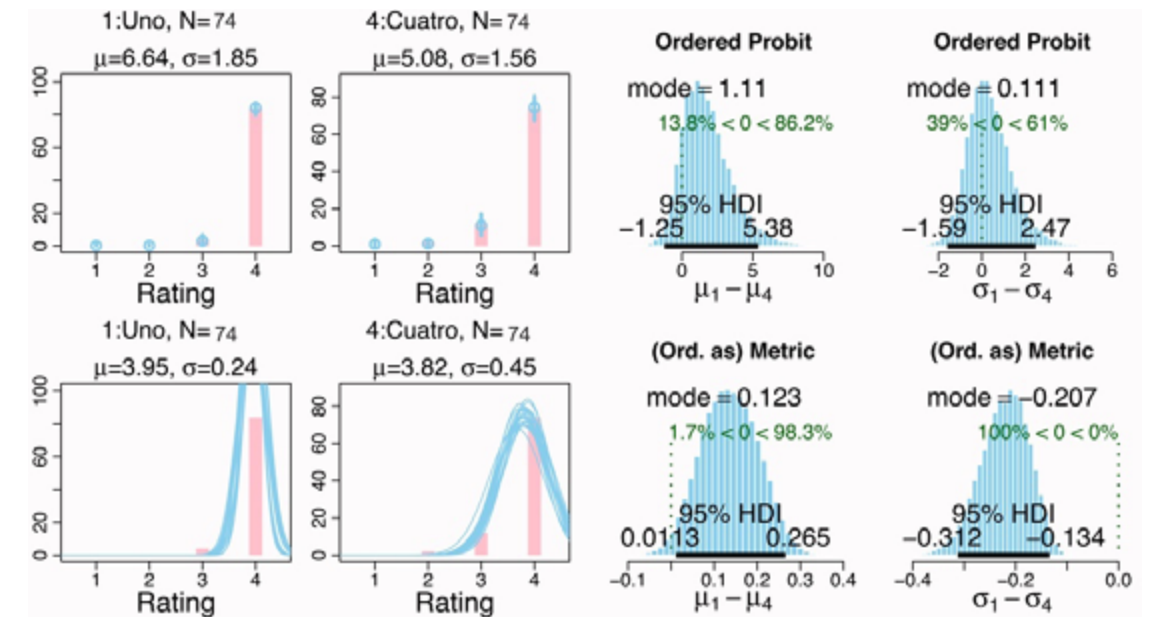 1:Uno, N=74
μ=6.64, σ=1.85
100
60
20
0
1 2 3 4
Rating
4:Cuatro, N=74
μ=5.08, σ=1.56
80
60
40
20
0
1 2 3 4
Rating
Ordered Probit
mode = 1.11
13.8% < 0 < 86.2%
95% HDI
−1.25 5.38
0 5 10
μ1 − μ4
Ordered Probit
mode = 0.111
39% < 0 < 61%
95% HDI
−1.59 2.47
−2 0 2 4 6
σ1 − σ4
1:Uno, N=74
μ=3.95, σ=0.24
100
60
20
0
1 2 3 4
Rating
4:Cuatro, N=74
μ=3.82, σ=0.45
80
60
40
20
0
1 2 3 4
Rating
(Ord. as) Metric
mode = 0.123
1.7% < 0 < 98.3%
95% HDI
0.0113 0.265
−0.1 0.1 0.2 0.3 0.4
μ1 − μ4
(Ord. as) Metric
mode = −0.207
100% < 0 < 0%
95% HDI
−0.312 −0.134
−0.4 −0.2 0.0
σ1 − σ4